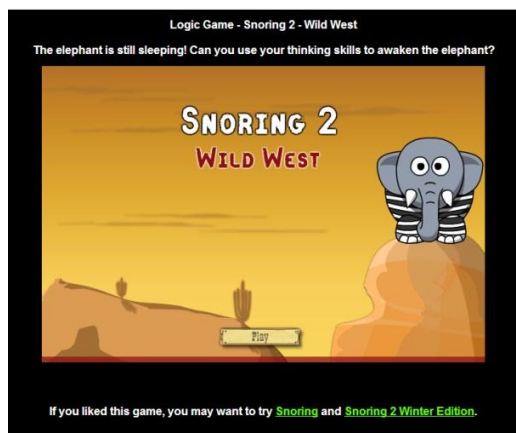 Logic Game - Snoring 2 - Wild West
The elephant is still sleeping! Can you use your thinking skills to awaken the elephant?
SNORING 2
WILD WEST
Play
If you liked this game, you may want to try Snoring and Snoring 2 Winter Edition.